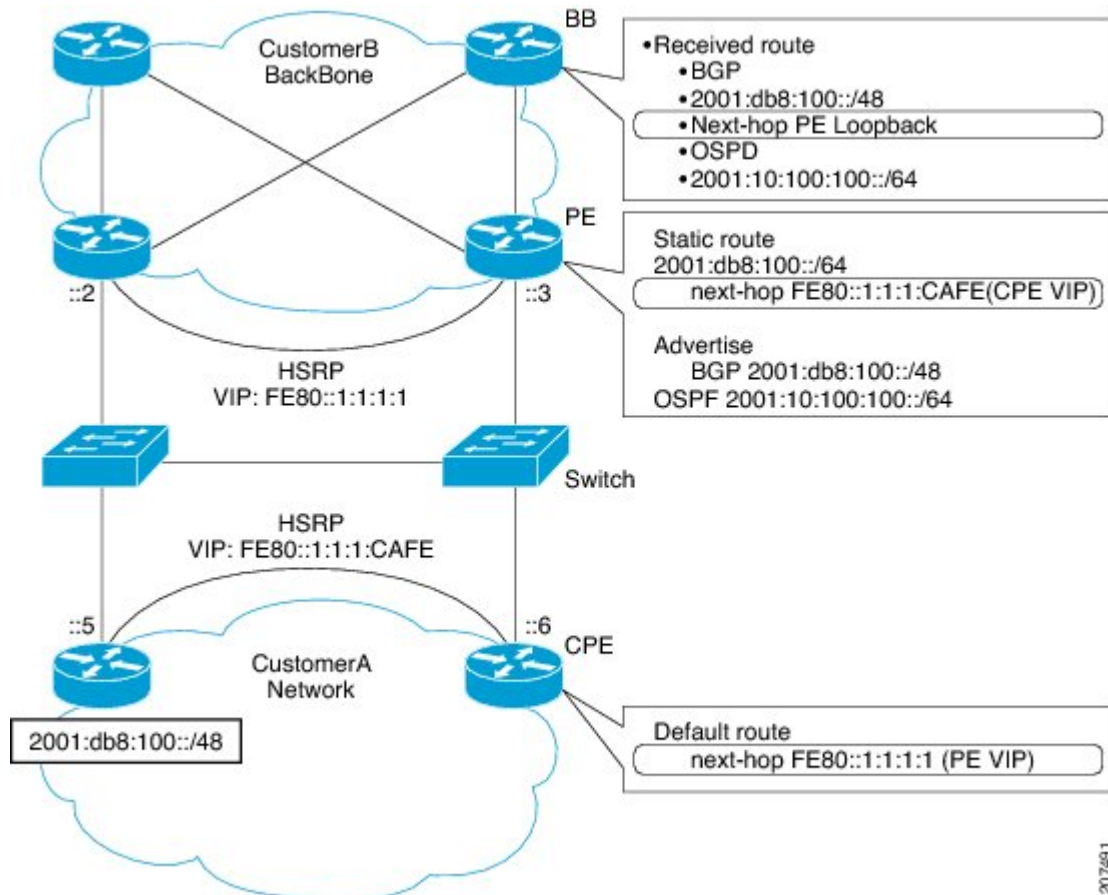 BB
CustomerB
BackBone
•Received route
•BGP
•2001:db8:100::/48
•Next-hop PE Loopback
•OSPD
•2001:10:100:100::/64
PE
::2
::3
Static route
2001:db8:100::/64
next-hop FE80::1:1:1:CAFE(CPE VIP)
Advertise
BGP 2001:db8:100::/48
OSPF 2001:10:100:100::/64
HSRP
VIP: FE80::1:1:1:1
Switch
HSRP
VIP: FE80::1:1:1:CAFE
::5
::6
CPE
CustomerA
Network
2001:db8:100::/48
Default route
next-hop FE80::1:1:1:1 (PE VIP)
207491